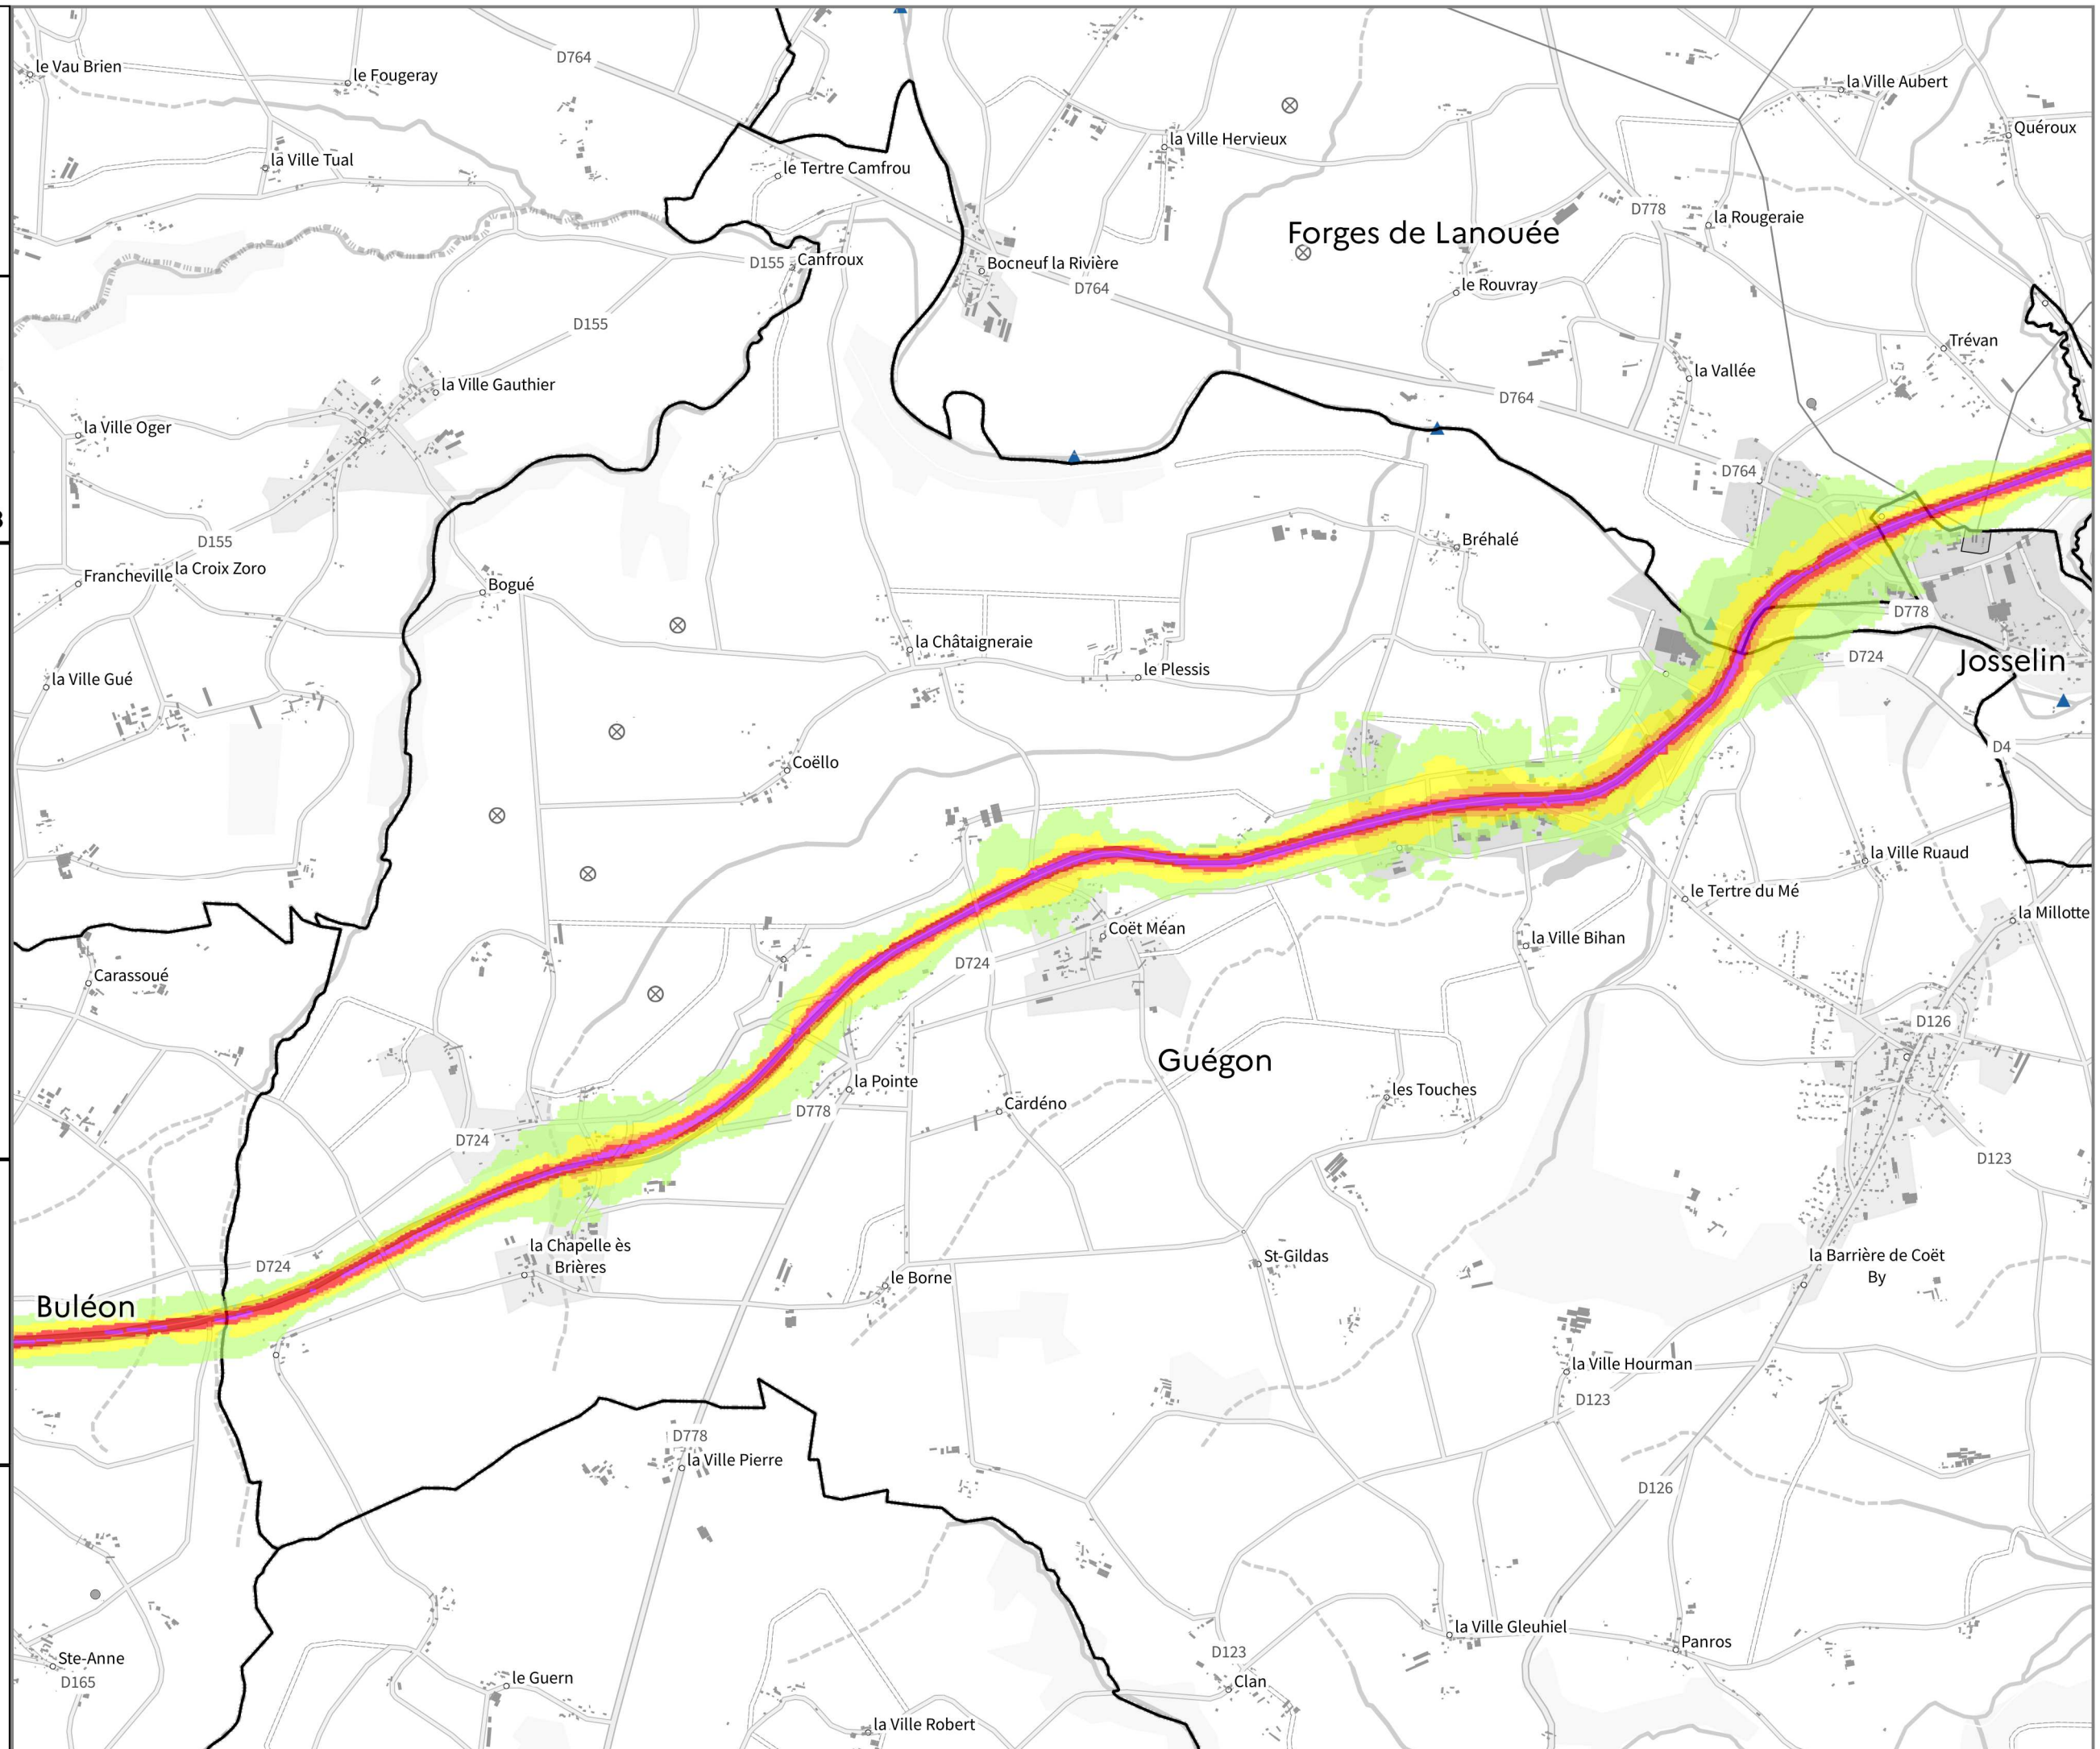 D764
le Vau Brien
le Fougeray
la Ville Aubert
Quéroux
la Ville Hervieux
la Ville Tual
le Tertre Camfrou
D778
la Rougeraie
Forges de Lanouée
D155
Canfroux
Bocneuf la Rivière
D764
le Rouvray
D155
Trévan
la Vallée
la Ville Gauthier
D764
la Ville Oger
D764
D155
Bréhalé
Francheville
la Croix Zoro
Bogué
D778
la Châtaigneraie
D724
Josselin
le Plessis
la Ville Gué
D4
Coëllo
la Ville Ruaud
le Tertre du Mé
la Millotte
Coët Méan
la Ville Bihan
D724
Carassoué
D126
Guégon
la Pointe
les Touches
Cardéno
D778
D724
D123
la Chapelle ès
Brières
St-Gildas
la Barrière de Coët
By
D724
le Borne
Buléon
la Ville Hourman
D123
D778
la Ville Pierre
D126
la Ville Gleuhiel
Panros
D123
Ste-Anne
D165
le Guern
Clan
la Ville Robert